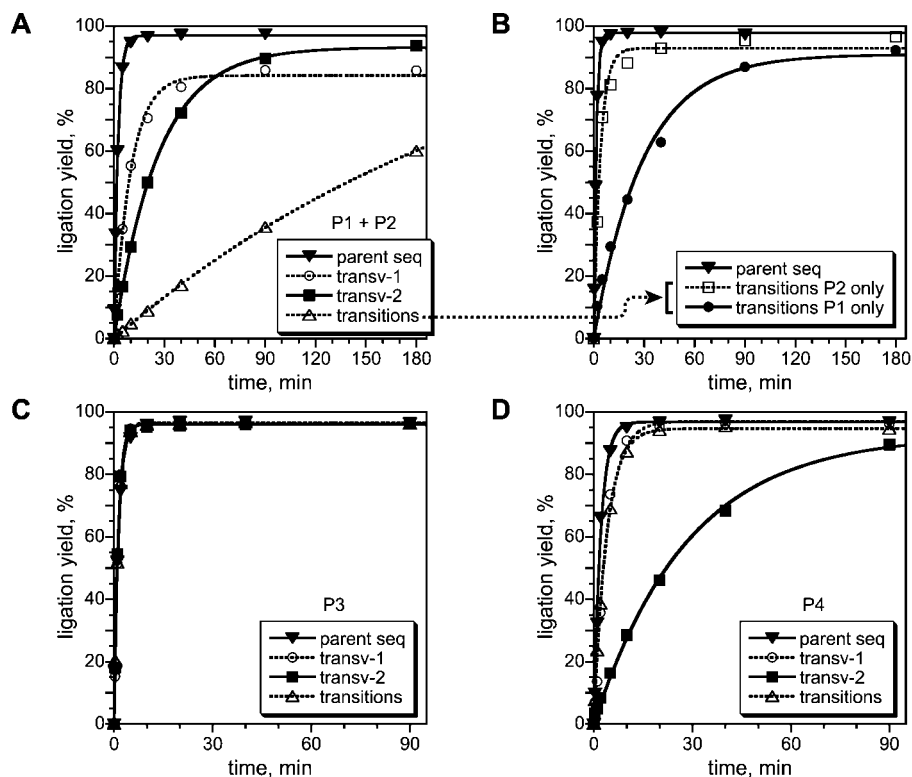 A
ligation yield, %
100
80
60
40
20
0
P1 + P2
parent seq
transv-1
transv-2
transitions
0 30 60 90 120 150 180
time, min
B
ligation yield, %
100
80
60
40
20
0
parent seq
transitions P2 only
transitions P1 only
0 30 60 90 120 150 180
time, min
C
ligation yield, %
100
80
60
40
20
0
P3
parent seq
transv-1
transv-2
transitions
0 30 60 90
time, min
D
ligation yield, %
100
80
60
40
20
0
P4
parent seq
transv-1
transv-2
transitions
0 30 60 90
time, min